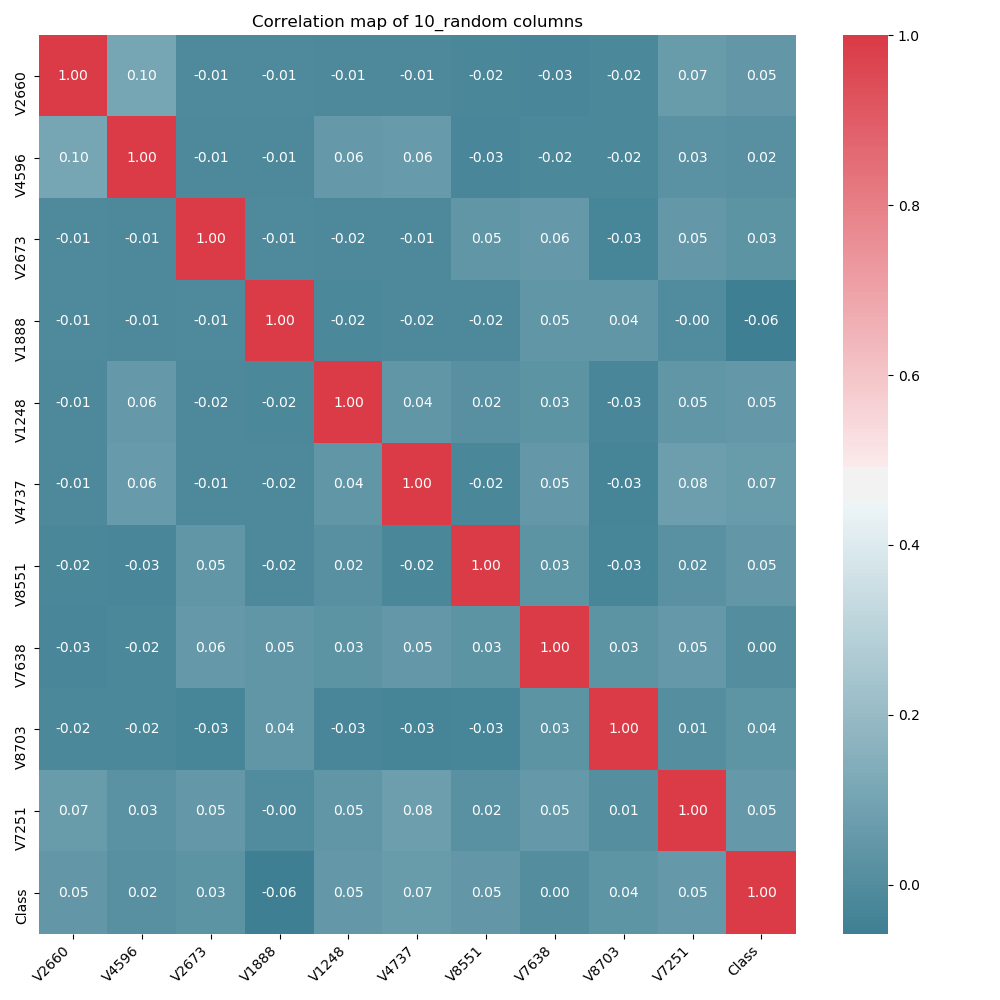 Correlation map of 10_random columns
V2660 1.00 0.10 -0.01 -0.01 -0.01 -0.01 -0.02 -0.03 -0.02 0.07 0.05
V4596 0.10 1.00 -0.01 -0.01 0.06 0.06 -0.03 -0.02 -0.02 0.03 0.02
V2673 -0.01 -0.01 1.00 -0.01 -0.02 -0.01 0.05 0.06 -0.03 0.05 0.03
V1888 -0.01 -0.01 -0.01 1.00 -0.02 -0.02 -0.02 0.05 0.04 -0.00 -0.06
V1248 -0.01 0.06 -0.02 -0.02 1.00 0.04 0.02 0.03 -0.03 0.05 0.05
V4737 -0.01 0.06 -0.01 -0.02 0.04 1.00 -0.02 0.05 -0.03 0.08 0.07
V8551 -0.02 -0.03 0.05 -0.02 0.02 -0.02 1.00 0.03 -0.03 0.02 0.05
V7638 -0.03 -0.02 0.06 0.05 0.03 0.05 0.03 1.00 0.03 0.05 0.00
V8703 -0.02 -0.02 -0.03 0.04 -0.03 -0.03 -0.03 0.03 1.00 0.01 0.04
V7251 0.07 0.03 0.05 -0.00 0.05 0.08 0.02 0.05 0.01 1.00 0.05
Class 0.05 0.02 0.03 -0.06 0.05 0.07 0.05 0.00 0.04 0.05 1.00
V2660 V4596 V2673 V1888 V1248 V4737 V8551 V7638 V8703 V7251 Class
1.0
0.8
0.6
0.4
0.2
0.0